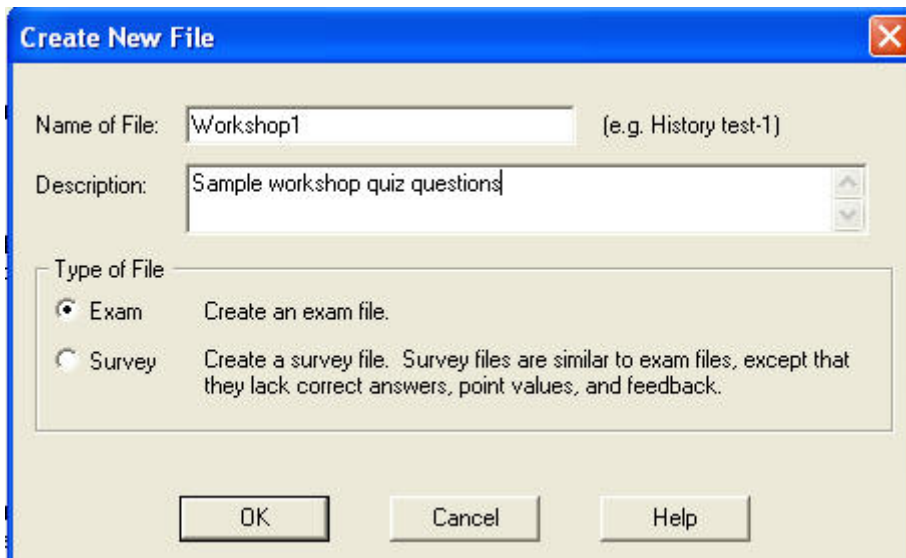 Create New File
Name of File: Workshop1 (e.g. History test-1)
Description: Sample workshop quiz questions
Type of File
Exam Create an exam file.
Survey Create a survey file. Survey files are similar to exam files, except that
they lack correct answers, point values, and feedback.
OK Cancel Help